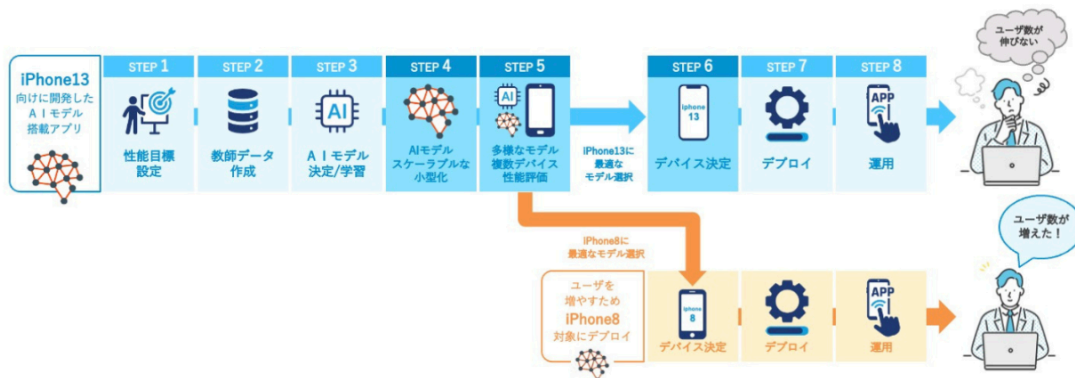 ユーザ数が
伸びない
iPhone13
向けに開発した
AIモデル
搭載アプリ
STEP 1
性能目標
設定
STEP 2
教師データ
作成
STEP 3
AI
AIモデル
決定/学習
STEP 4
AIモデル
スケーラブルな
小型化
STEP 5
AI
多様なモデル
複数デバイス
性能評価
iPhone13に
最適な
モデル選択
STEP 6
Iphone
13
デバイス決定
STEP 7
デプロイ
STEP 8
APP
運用
ユーザ数が
増えた！
iPhone8に
最適なモデル選択
ユーザを
増やすため
iPhone8
対象にデプロイ
Iphone
8
デバイス決定
デプロイ
APP
運用